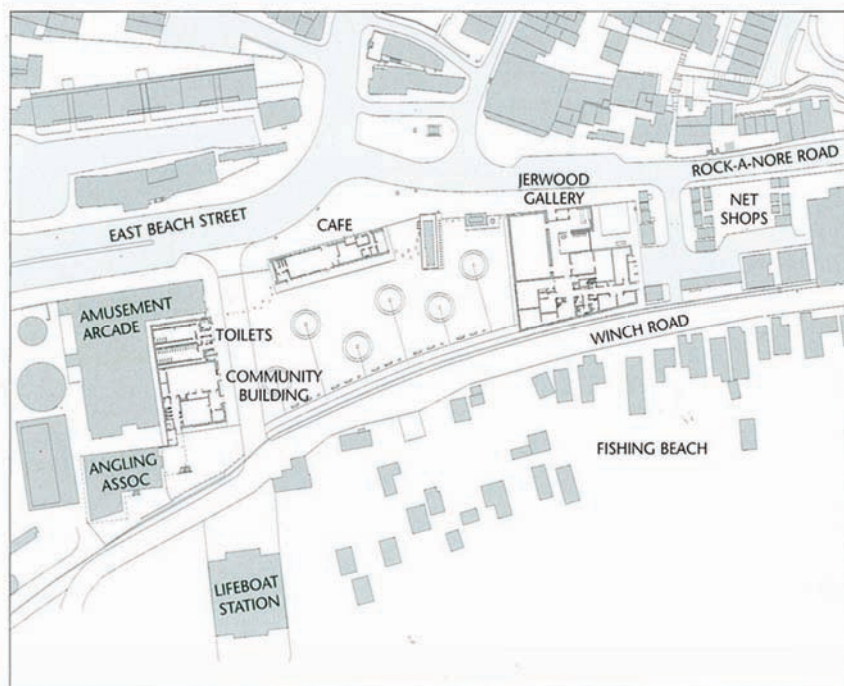 ROCK-A-NORE ROAD
JERWOOD
GALLERY
NET
SHOPS
EAST BEACH STREET
CAFE
AMUSEMENT
ARCADE
TOILETS
WINCH ROAD
COMMUNITY
BUILDING
FISHING BEACH
ANGLING
ASSOC
LIFEBOAT
STATION